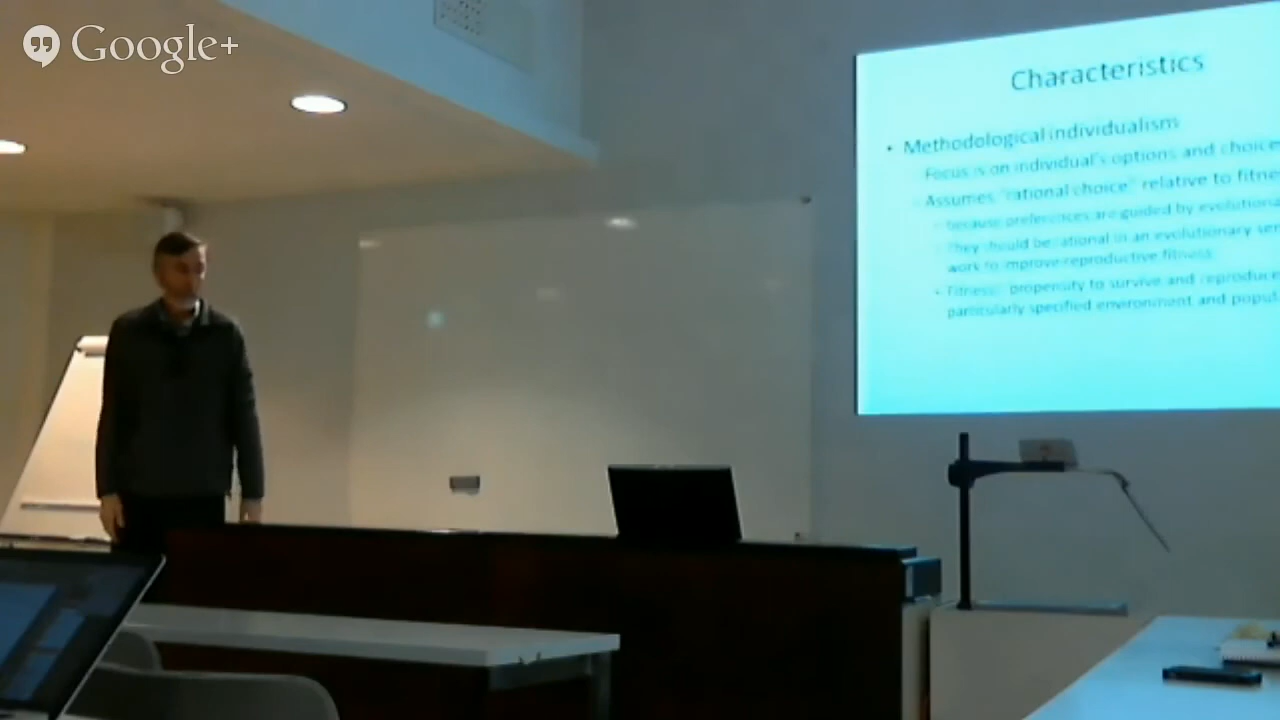 Google+
Characteristics
• Methodological individualism
Focus is on individual's options and choice
Assumes "rational choice" relative to fitne
because preferences are guided by evolutiona
They should be rational in an evolutionary sen
work to improve reproductive fitness
• Fitness: propensity to survive and reproduce
particularly specified environment and popul